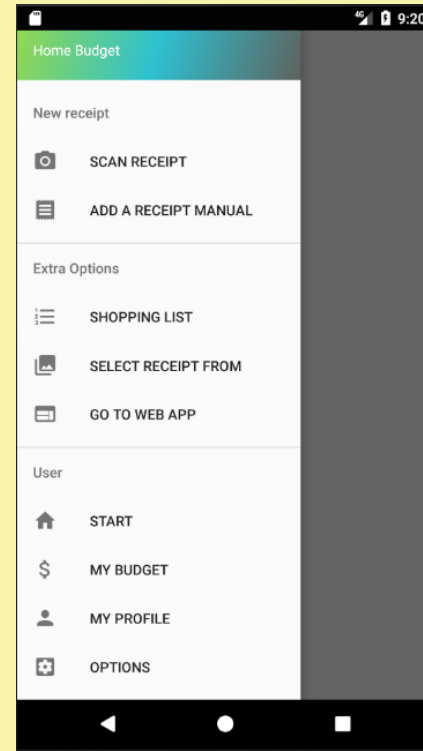 4G 9:20
Home Budget
New receipt
SCAN RECEIPT
ADD A RECEIPT MANUAL
Extra Options
SHOPPING LIST
SELECT RECEIPT FROM
GO TO WEB APP
User
START
MY BUDGET
MY PROFILE
OPTIONS